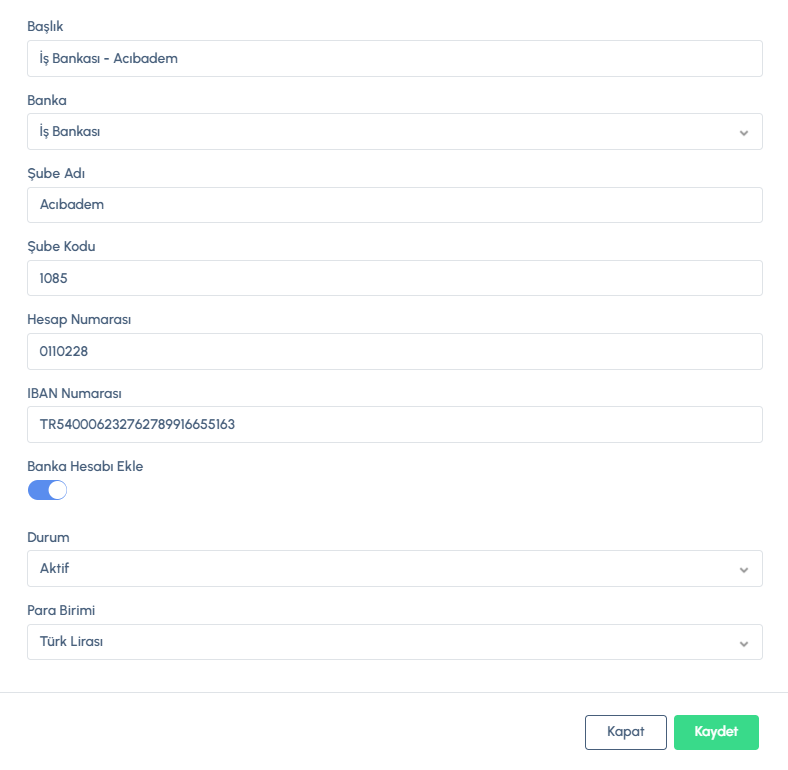 Başlık
İş Bankası - Acıbadem
Banka
İş Bankası
Şube Adı
Acıbadem
Şube Kodu
1085
Hesap Numarası
0110228
IBAN Numarası
TR540006232762789916655163
Banka Hesabı Ekle
Durum
Aktif
Para Birimi
Türk Lirası
Kapat
Kaydet